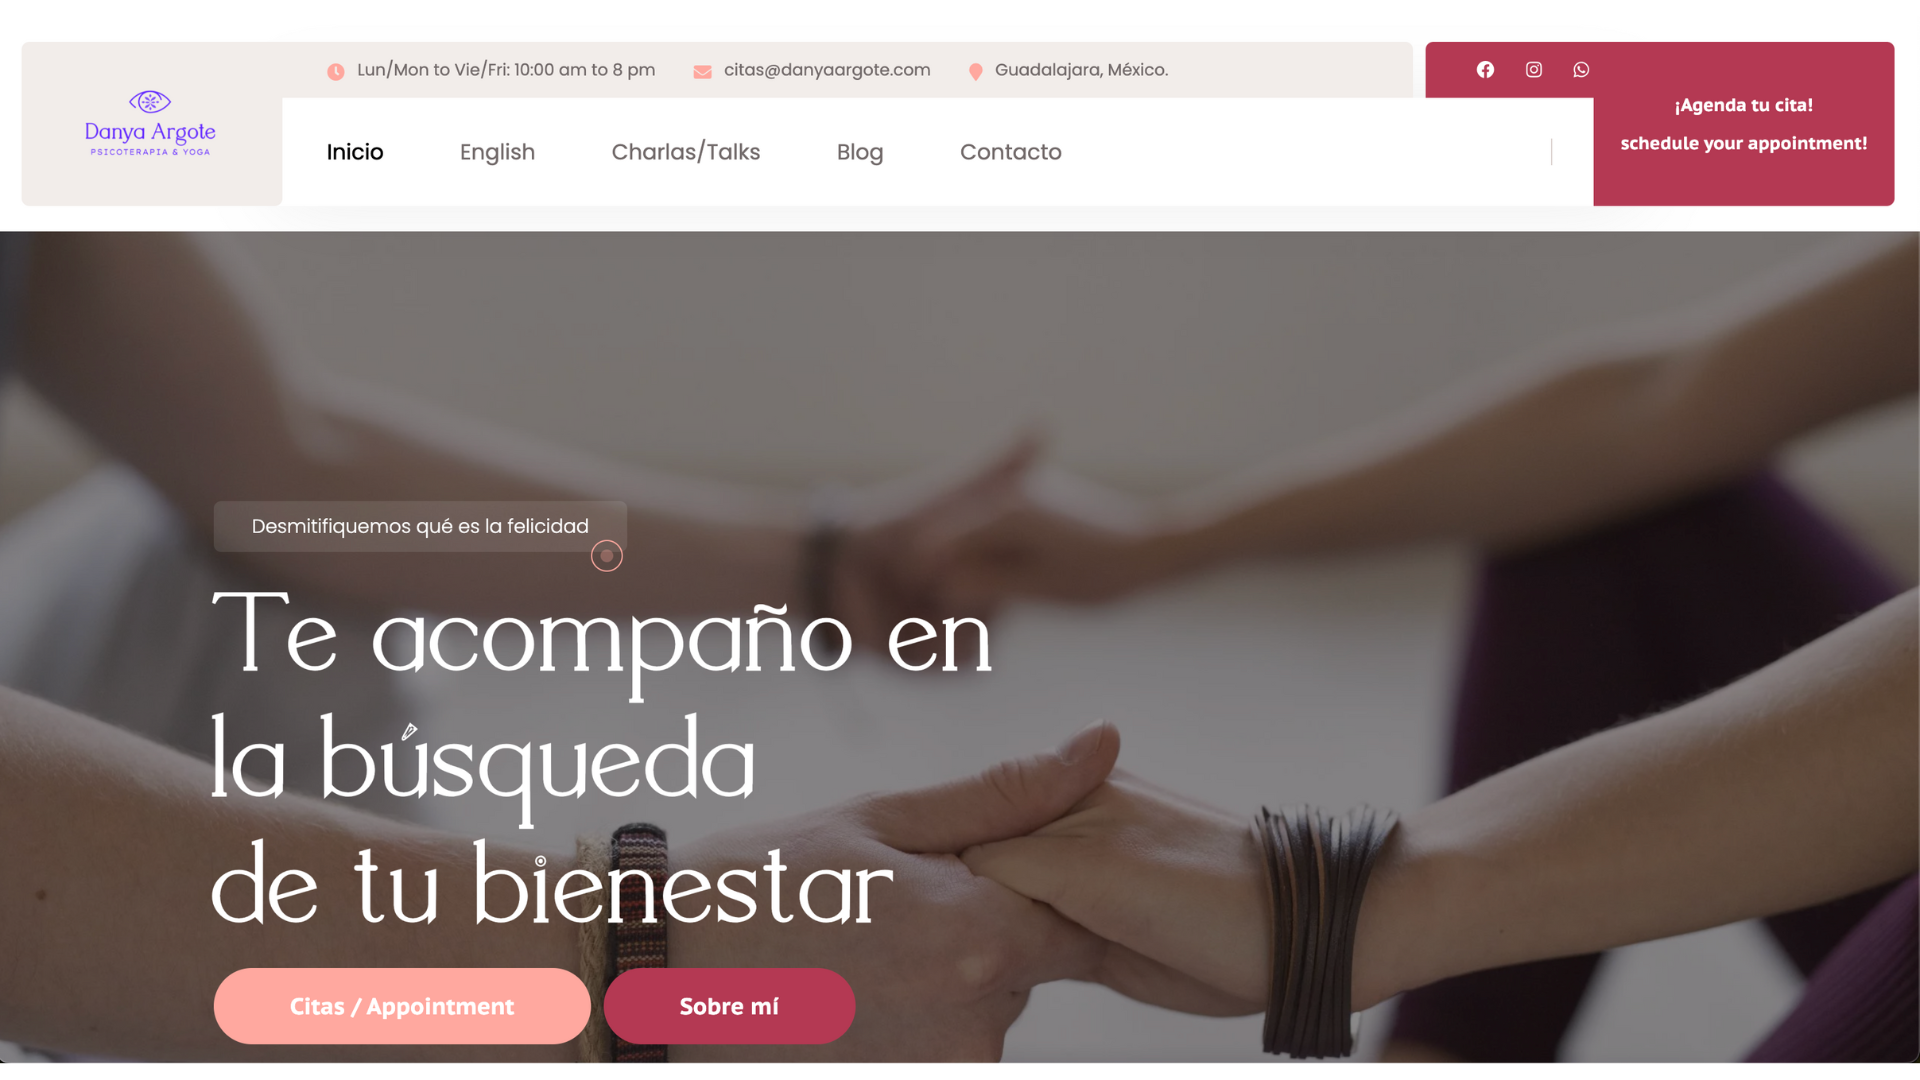 Lun/Mon to Vie/Fri: 10:00 am to 8 pm
citas@danyaargote.com
Guadalajara, México.
Danya Argote
PSICOTERAPIA & YOGA
Inicio
English
Charlas/Talks
Blog
Contacto
¡Agenda tu cita!
schedule your appointment!
Desmitifiquemos qué es la felicidad
Te acompaño en
la búsqueda
de tu bienestar
Citas / Appointment
Sobre mí